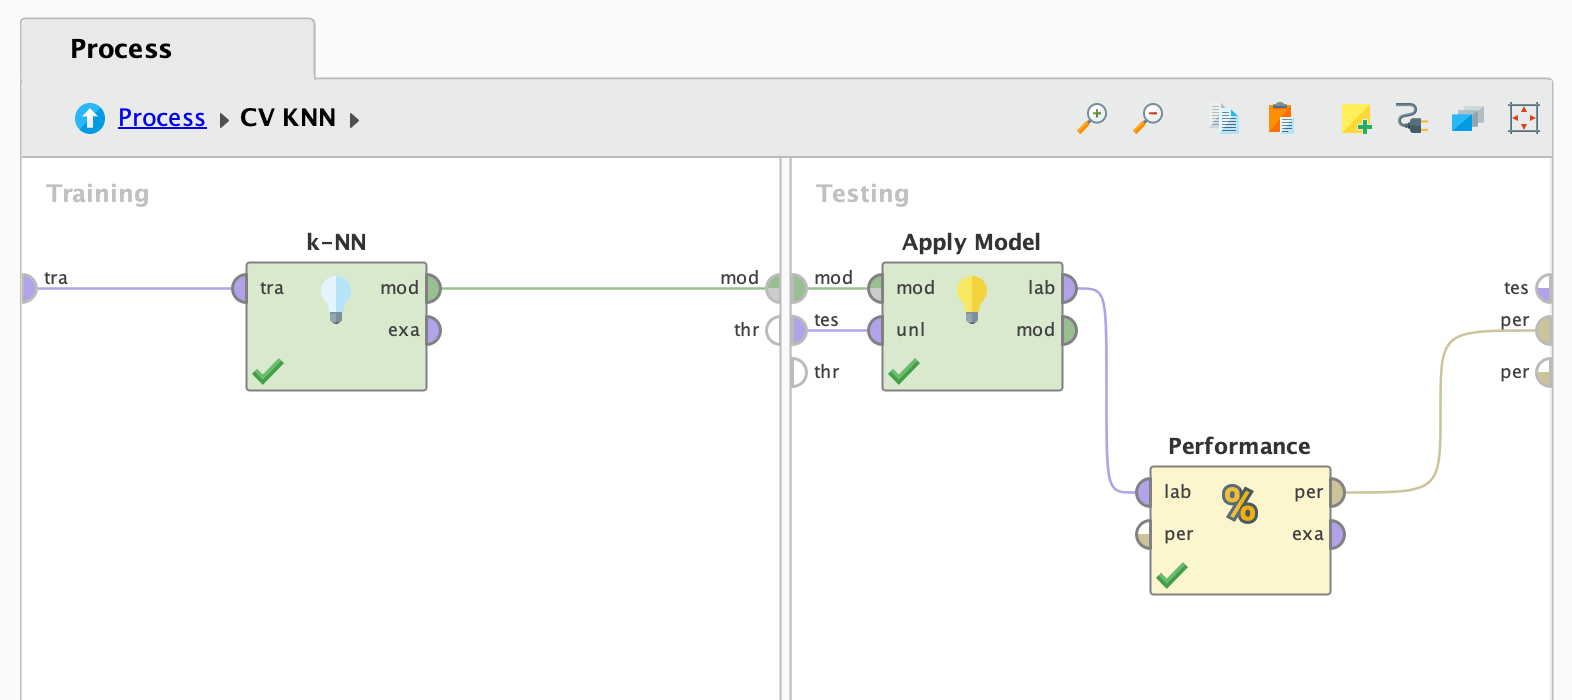 Process
Process CV KNN
Training
k-NN
tra
tra mod
exa
mod
thr
Testing
Apply Model
mod
tes
thr
mod lab
unl mod
Performance
lab per
per exa
tes
per
per